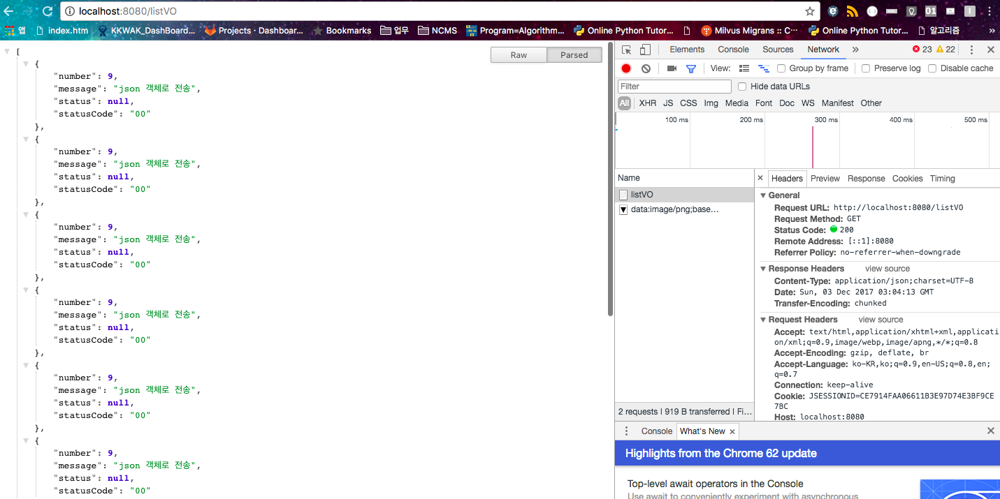 localhost:8080/listVO
앱 index.htm KKWAK_DashBoard... Projects · Dashboar... Bookmarks 업무 NCMS Program=Algorithm... Online Python Tutor... Milvus Migrans :: C... Online Python Tutor... 알고리즘 »
Raw Parsed
[
{
"number": 9,
"message": "json 객체로 전송",
"status": null,
"statusCode": "00"
},
{
"number": 9,
"message": "json 객체로 전송",
"status": null,
"statusCode": "00"
},
{
"number": 9,
"message": "json 객체로 전송",
"status": null,
"statusCode": "00"
},
{
"number": 9,
"message": "json 객체로 전송",
"status": null,
"statusCode": "00"
},
{
"number": 9,
"message": "json 객체로 전송",
"status": null,
"statusCode": "00"
},
{
"number": 9,
"message": "json 객체로 전송",
"status": null,
"statusCode": "00"
Elements Console Sources Network » 23 22
View: Group by frame Preserve log Disable cache
Filter Hide data URLs
All XHR JS CSS Img Media Font Doc WS Manifest Other
100 ms 200 ms 300 ms 400 ms 500 ms
Name
listVO
data:image/png;base...
2 requests | 919 B transferred | Fi...
Headers Preview Response Cookies Timing
General
Request URL: http://localhost:8080/listVO
Request Method: GET
Status Code: 200
Remote Address: [::1]:8080
Referrer Policy: no-referrer-when-downgrade
Response Headers view source
Content-Type: application/json;charset=UTF-8
Date: Sun, 03 Dec 2017 03:04:13 GMT
Transfer-Encoding: chunked
Request Headers view source
Accept: text/html,application/xhtml+xml,applicati
on/xml;q=0.9,image/webp,image/apng,*/*;q=0.8
Accept-Encoding: gzip, deflate, br
Accept-Language: ko-KR,ko;q=0.9,en-US;q=0.8,en;
q=0.7
Connection: keep-alive
Cookie: JSESSIONID=CE7914FAA06611B3E97D74E3BF9CE
7BC
Host: localhost:8080
Console What's New
Highlights from the Chrome 62 update
Top-level await operators in the Console
Use await to conveniently experiment with asynchronous